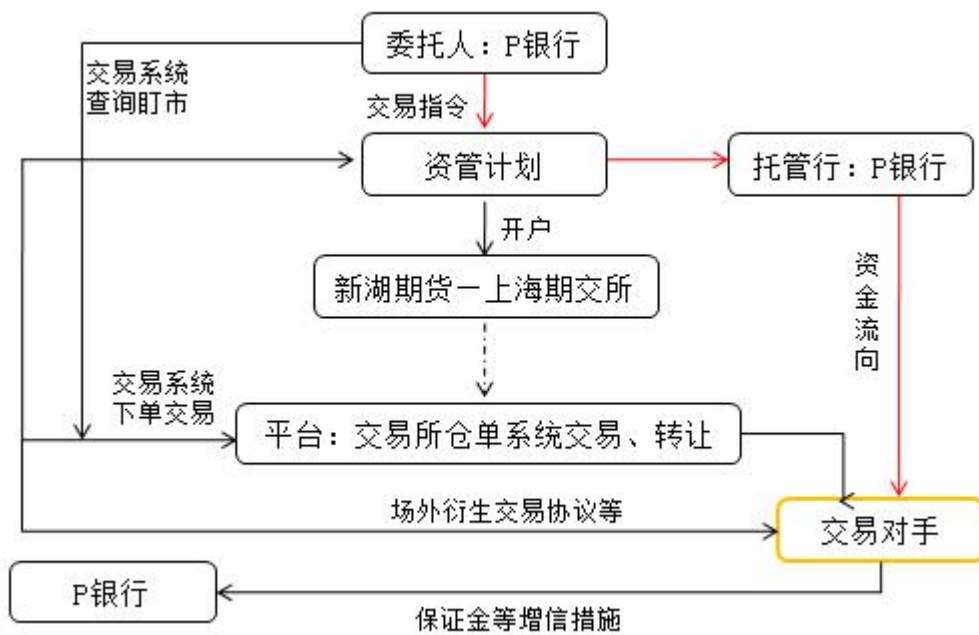 委托人：P银行
交易系统
查询盯市
交易指令
资管计划
托管行：P银行
开户
新湖期货—上海期交所
资
金
流
向
交易系统
下单交易
平台：交易所仓单系统交易、转让
场外衍生交易协议等
交易对手
P银行
保证金等增信措施